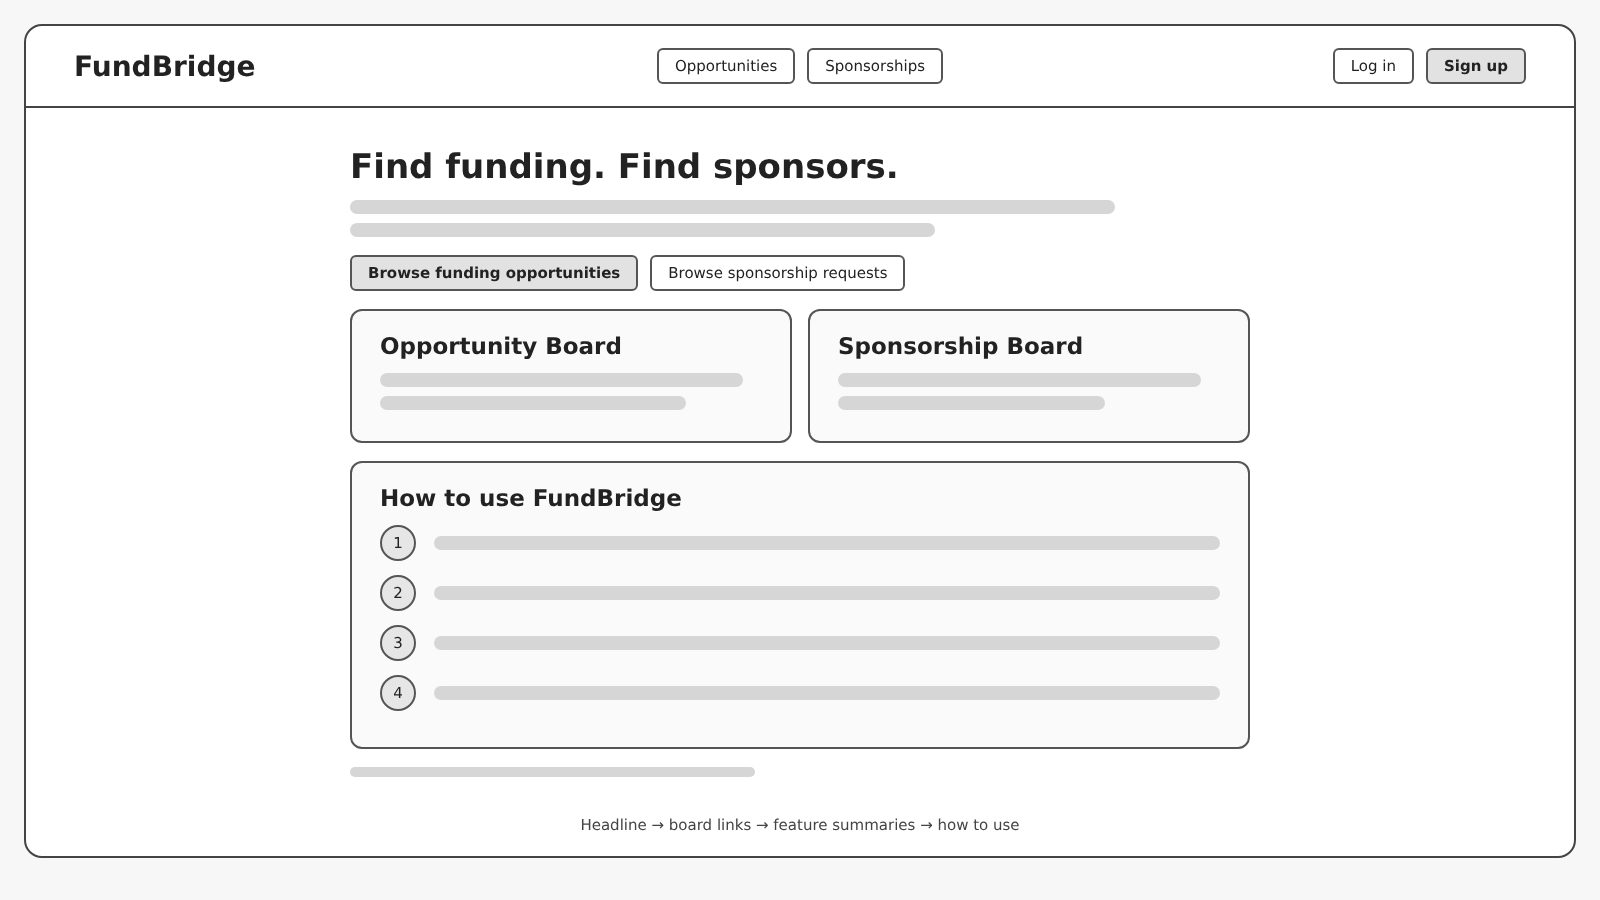 FundBridge
Opportunities
Sponsorships
Log in
Sign up
Find funding. Find sponsors.
Browse funding opportunities
Browse sponsorship requests
Opportunity Board
Sponsorship Board
How to use FundBridge
1
2
3
4
Headline → board links → feature summaries → how to use